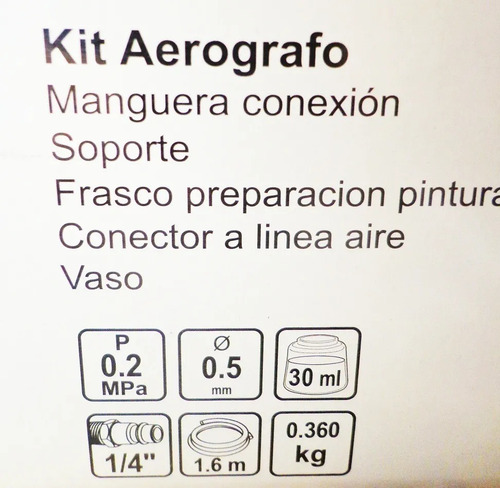 Kit Aerografo
Manguera conexión
Soporte
Frasco preparacion pintura
Conector a linea aire
Vaso
P
0.2
MPa
Ø
0.5
mm
30 ml
1/4"
1.6 m
0.360
kg